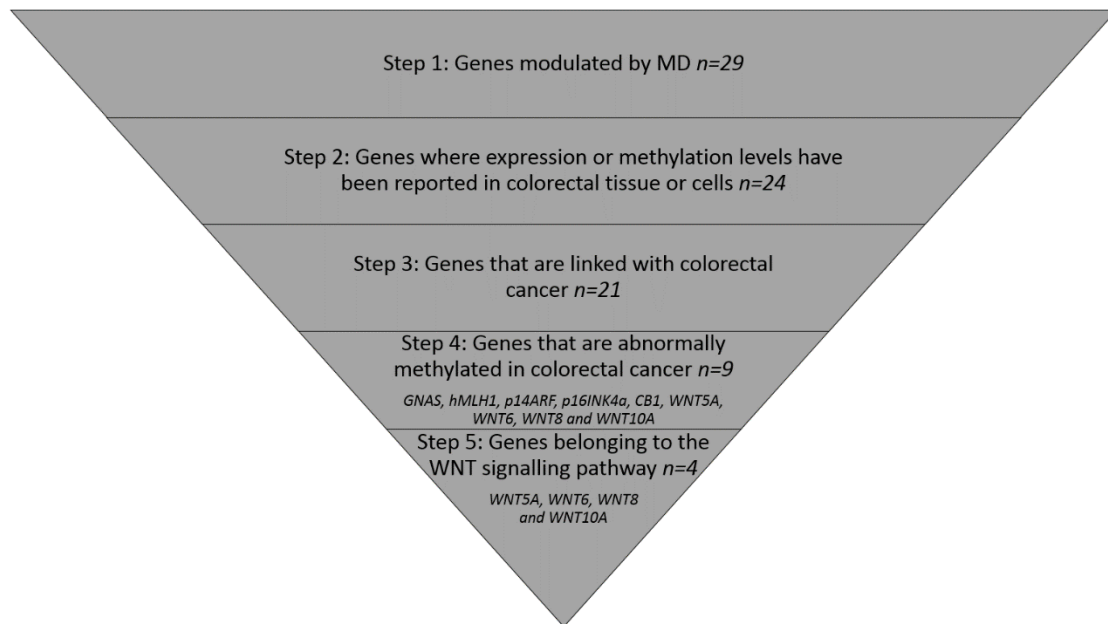 Step 1: Genes modulated by MD n=29
Step 2: Genes where expression or methylation levels have
been reported in colorectal tissue or cells n=24
Step 3: Genes that are linked with colorectal
cancer n=21
Step 4: Genes that are abnormally
methylated in colorectal cancer n=9
GNAS, hMLH1, p14ARF, p16INK4a, CB1, WNT5A,
WNT6, WNT8 and WNT10A
Step 5: Genes belonging to the
WNT signalling pathway n=4
WNT5A, WNT6, WNT8
and WNT10A